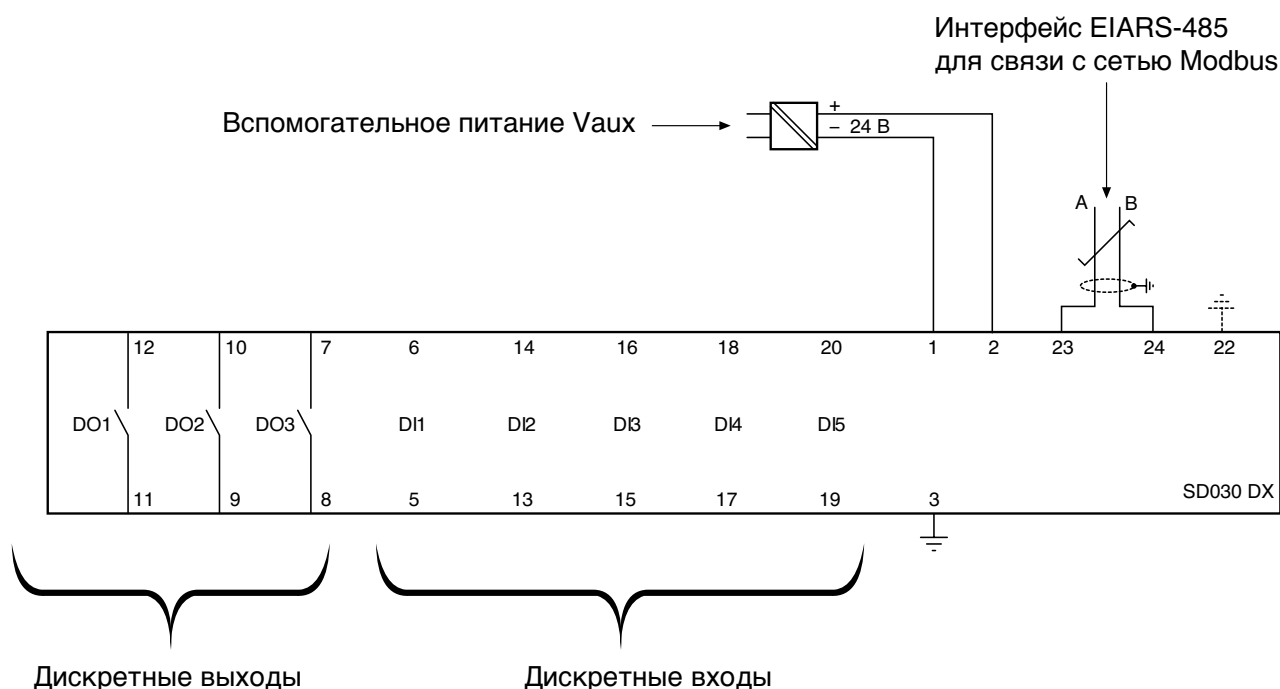 Интерфейс EIARS-485
для связи с сетью Modbus
Вспомогательное питание Vaux
+
– 24 В
A B
12 10 7 6 14 16 18 20 1 2 23 24 22
DO1 DO2 DO3 DI1 DI2 DI3 DI4 DI5
SD030 DX
11 9 8 5 13 15 17 19 3
Дискретные выходы
Дискретные входы